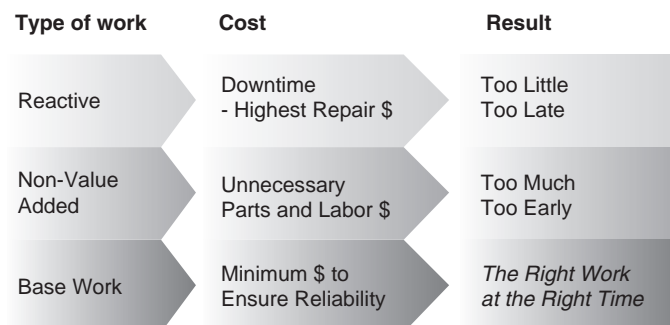 Type of work Cost Result
Reactive
Downtime
- Highest Repair $
Too Little
Too Late
Non-Value
Added
Unnecessary
Parts and Labor $
Too Much
Too Early
Base Work
Minimum $ to
Ensure Reliability
The Right Work
at the Right Time